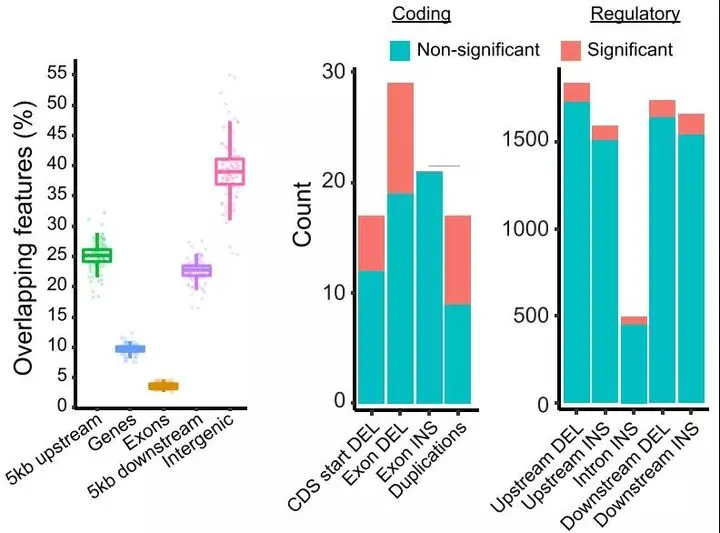 Coding
Regulatory
Non-significant
Significant
Overlapping features (%)
55
50
45
40
35
30
25
20
15
10
5
0
5kb upstream
Genes
Exons
5kb downstream
Intergenic
Count
30
20
10
0
CDS start DEL
Exon DEL
Exon INS
Duplications
1500
1000
500
0
Upstream DEL
Upstream INS
Intron INS
Downstream DEL
Downstream INS